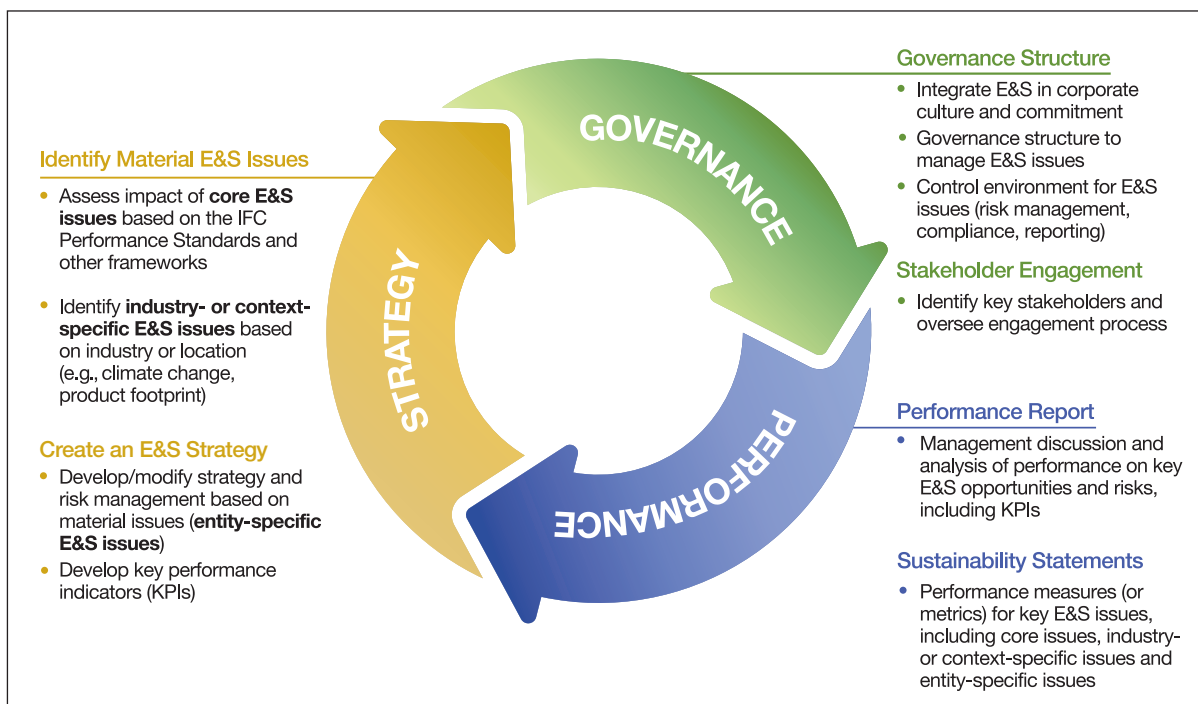 Identify Material E&S Issues
• Assess impact of core E&S
issues based on the IFC
Performance Standards and
other frameworks
• Identify industry- or context-
specific E&S issues based
on industry or location
(e.g., climate change,
product footprint)
Create an E&S Strategy
• Develop/modify strategy and
risk management based on
material issues (entity-specific
E&S issues)
• Develop key performance
indicators (KPIs)
STRATEGY
GOVERNANCE
PERFORMANCE
Governance Structure
• Integrate E&S in corporate
culture and commitment
• Governance structure to
manage E&S issues
• Control environment for E&S
issues (risk management,
compliance, reporting)
Stakeholder Engagement
• Identify key stakeholders and
oversee engagement process
Performance Report
• Management discussion and
analysis of performance on key
E&S opportunities and risks,
including KPIs
Sustainability Statements
• Performance measures (or
metrics) for key E&S issues,
including core issues, industry-
or context-specific issues and
entity-specific issues